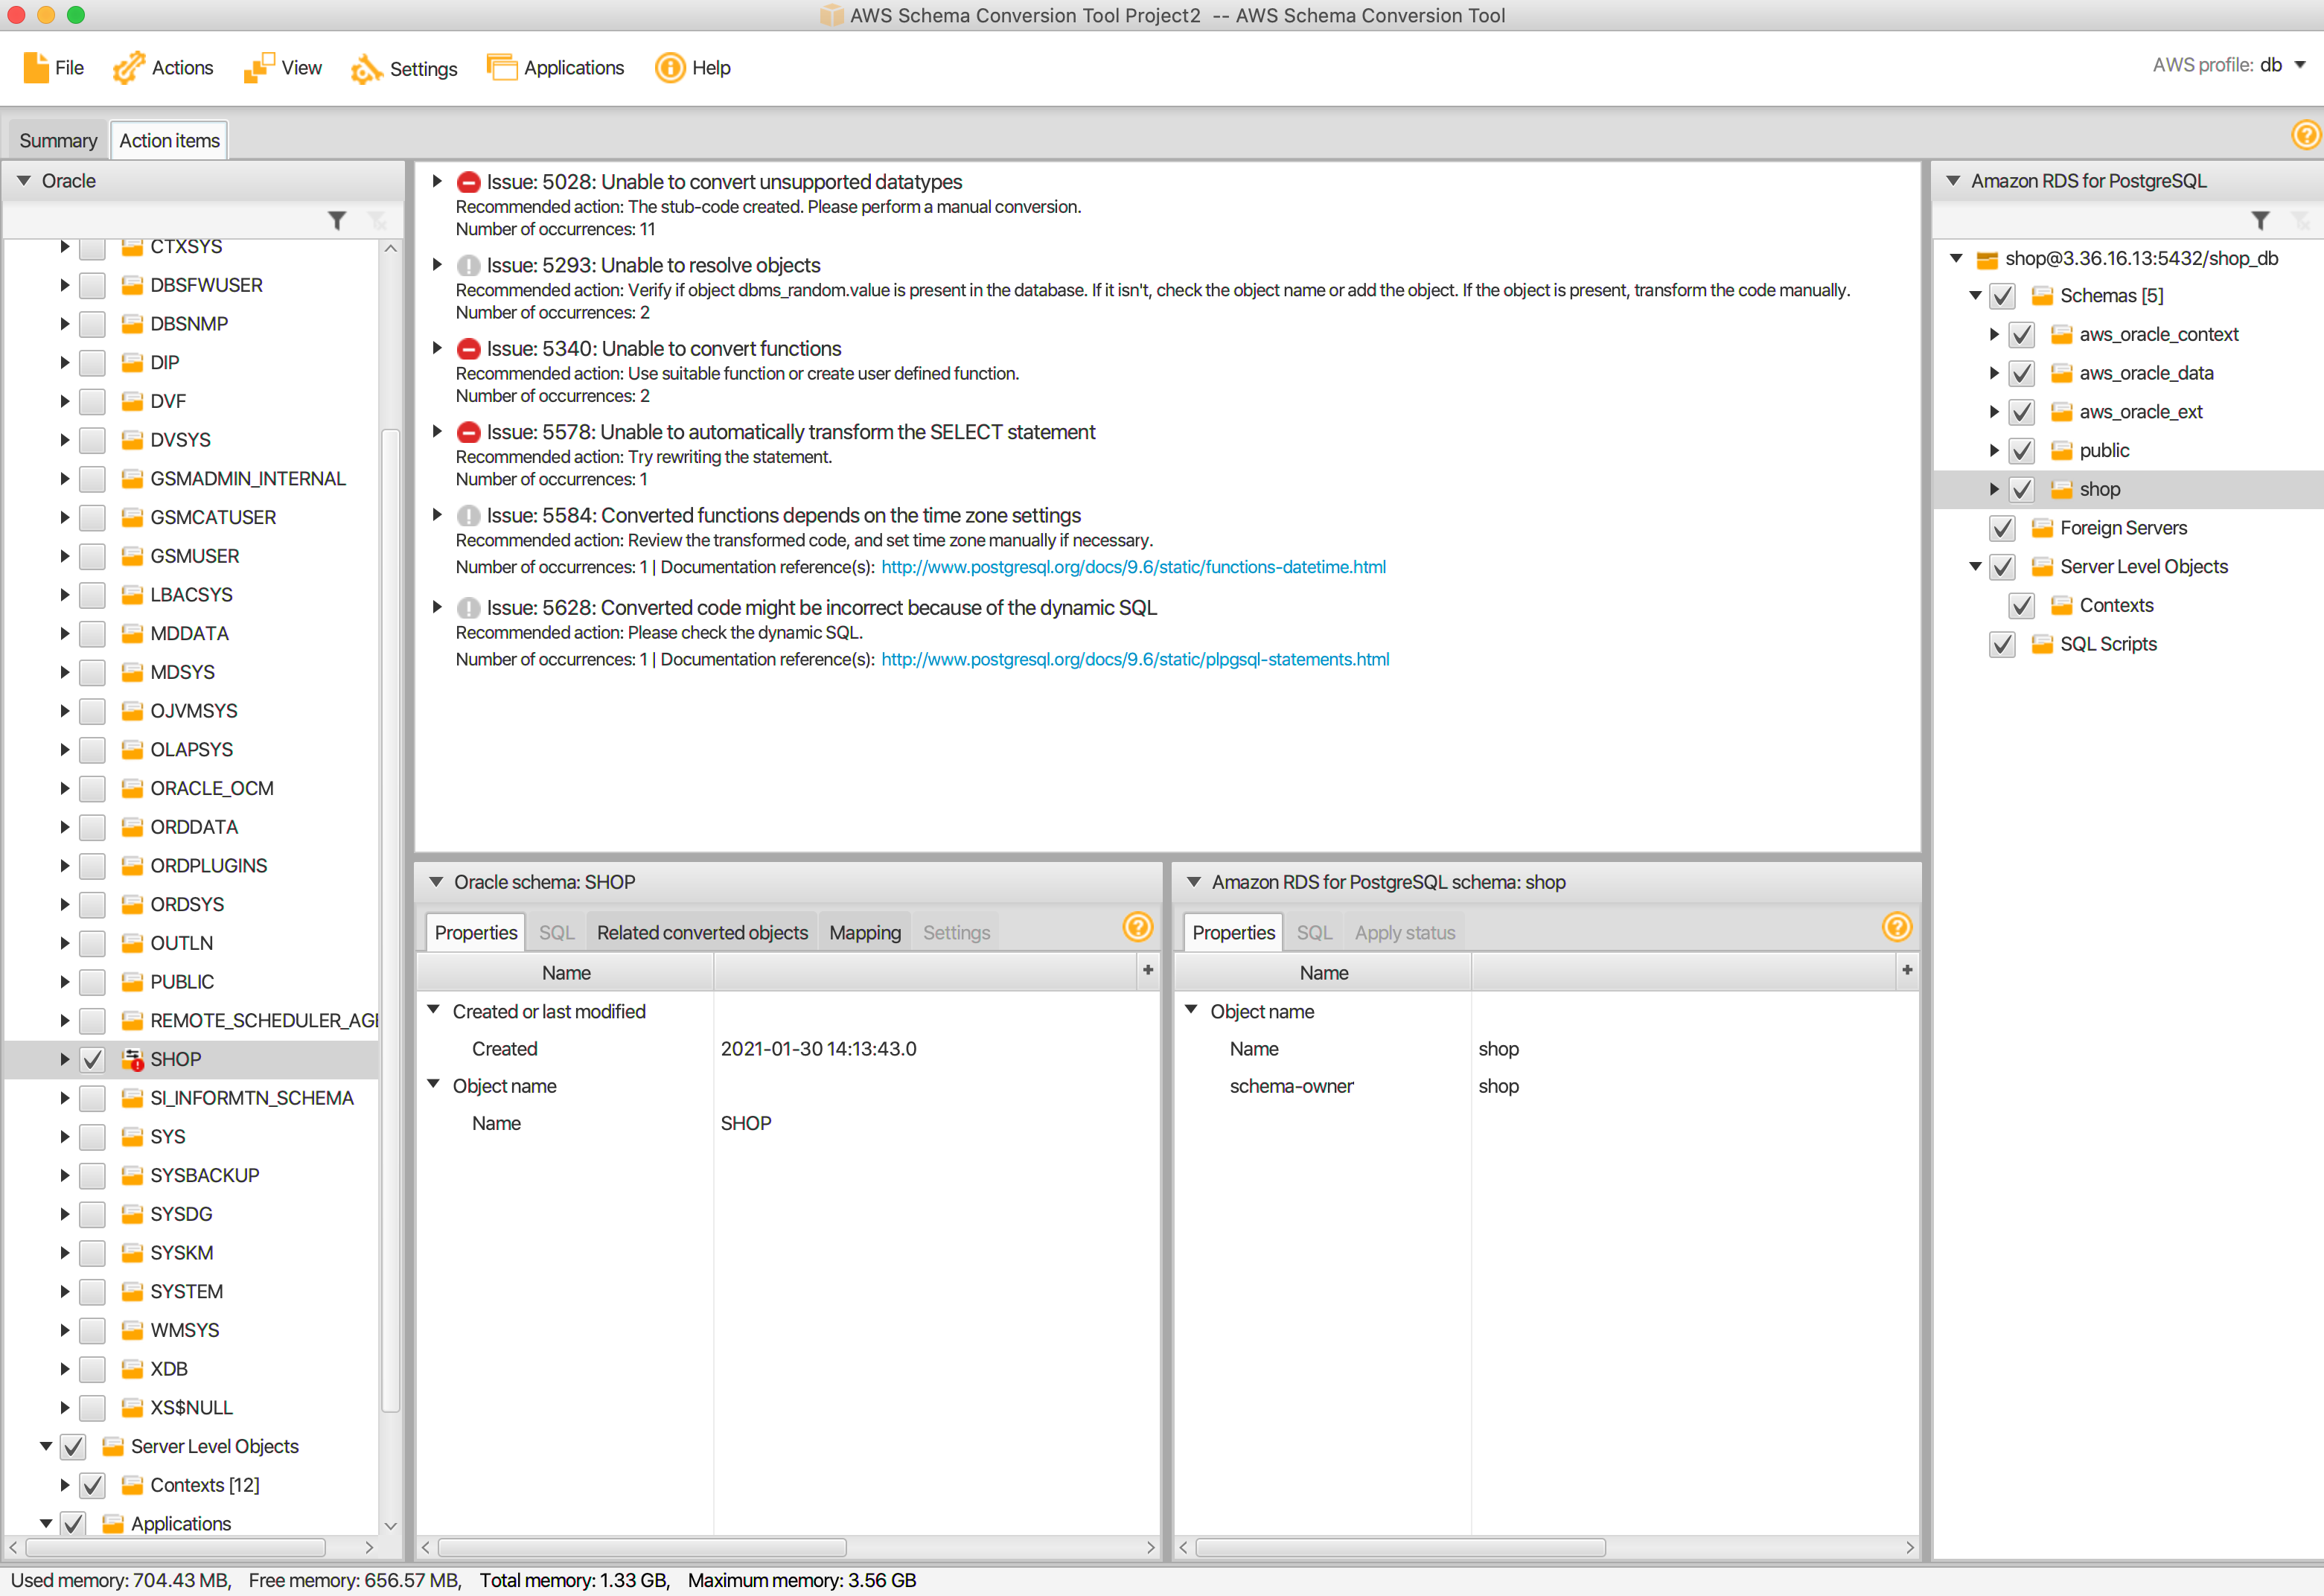 AWS Schema Conversion Tool Project2 -- AWS Schema Conversion Tool
File Actions View Settings Applications Help
AWS profile: db
Summary Action items
Oracle
CTXSYS
DBSFWUSER
DBSNMP
DIP
DVF
DVSYS
GSMADMIN_INTERNAL
GSMCATUSER
GSMUSER
LBACSYS
MDDATA
MDSYS
OJVMSYS
OLAPSYS
ORACLE_OCM
ORDDATA
ORDPLUGINS
ORDSYS
OUTLN
PUBLIC
REMOTE_SCHEDULER_AGE
SHOP
SI_INFORMTN_SCHEMA
SYS
SYSBACKUP
SYSDG
SYSKM
SYSTEM
WMSYS
XDB
XS$NULL
Server Level Objects
Contexts [12]
Applications
Issue: 5028: Unable to convert unsupported datatypes
Recommended action: The stub-code created. Please perform a manual conversion.
Number of occurrences: 11
Issue: 5293: Unable to resolve objects
Recommended action: Verify if object dbms_random.value is present in the database. If it isn't, check the object name or add the object. If the object is present, transform the code manually.
Number of occurrences: 2
Issue: 5340: Unable to convert functions
Recommended action: Use suitable function or create user defined function.
Number of occurrences: 2
Issue: 5578: Unable to automatically transform the SELECT statement
Recommended action: Try rewriting the statement.
Number of occurrences: 1
Issue: 5584: Converted functions depends on the time zone settings
Recommended action: Review the transformed code, and set time zone manually if necessary.
Number of occurrences: 1 | Documentation reference(s): http://www.postgresql.org/docs/9.6/static/functions-datetime.html
Issue: 5628: Converted code might be incorrect because of the dynamic SQL
Recommended action: Please check the dynamic SQL.
Number of occurrences: 1 | Documentation reference(s): http://www.postgresql.org/docs/9.6/static/plpgsql-statements.html
Oracle schema: SHOP
Properties SQL Related converted objects Mapping Settings
Name
Created or last modified
Created 2021-01-30 14:13:43.0
Object name
Name SHOP
Amazon RDS for PostgreSQL schema: shop
Properties SQL Apply status
Name
Object name
Name shop
schema-owner shop
Amazon RDS for PostgreSQL
shop@3.36.16.13:5432/shop_db
Schemas [5]
aws_oracle_context
aws_oracle_data
aws_oracle_ext
public
shop
Foreign Servers
Server Level Objects
Contexts
SQL Scripts
Used memory: 704.43 MB, Free memory: 656.57 MB, Total memory: 1.33 GB, Maximum memory: 3.56 GB